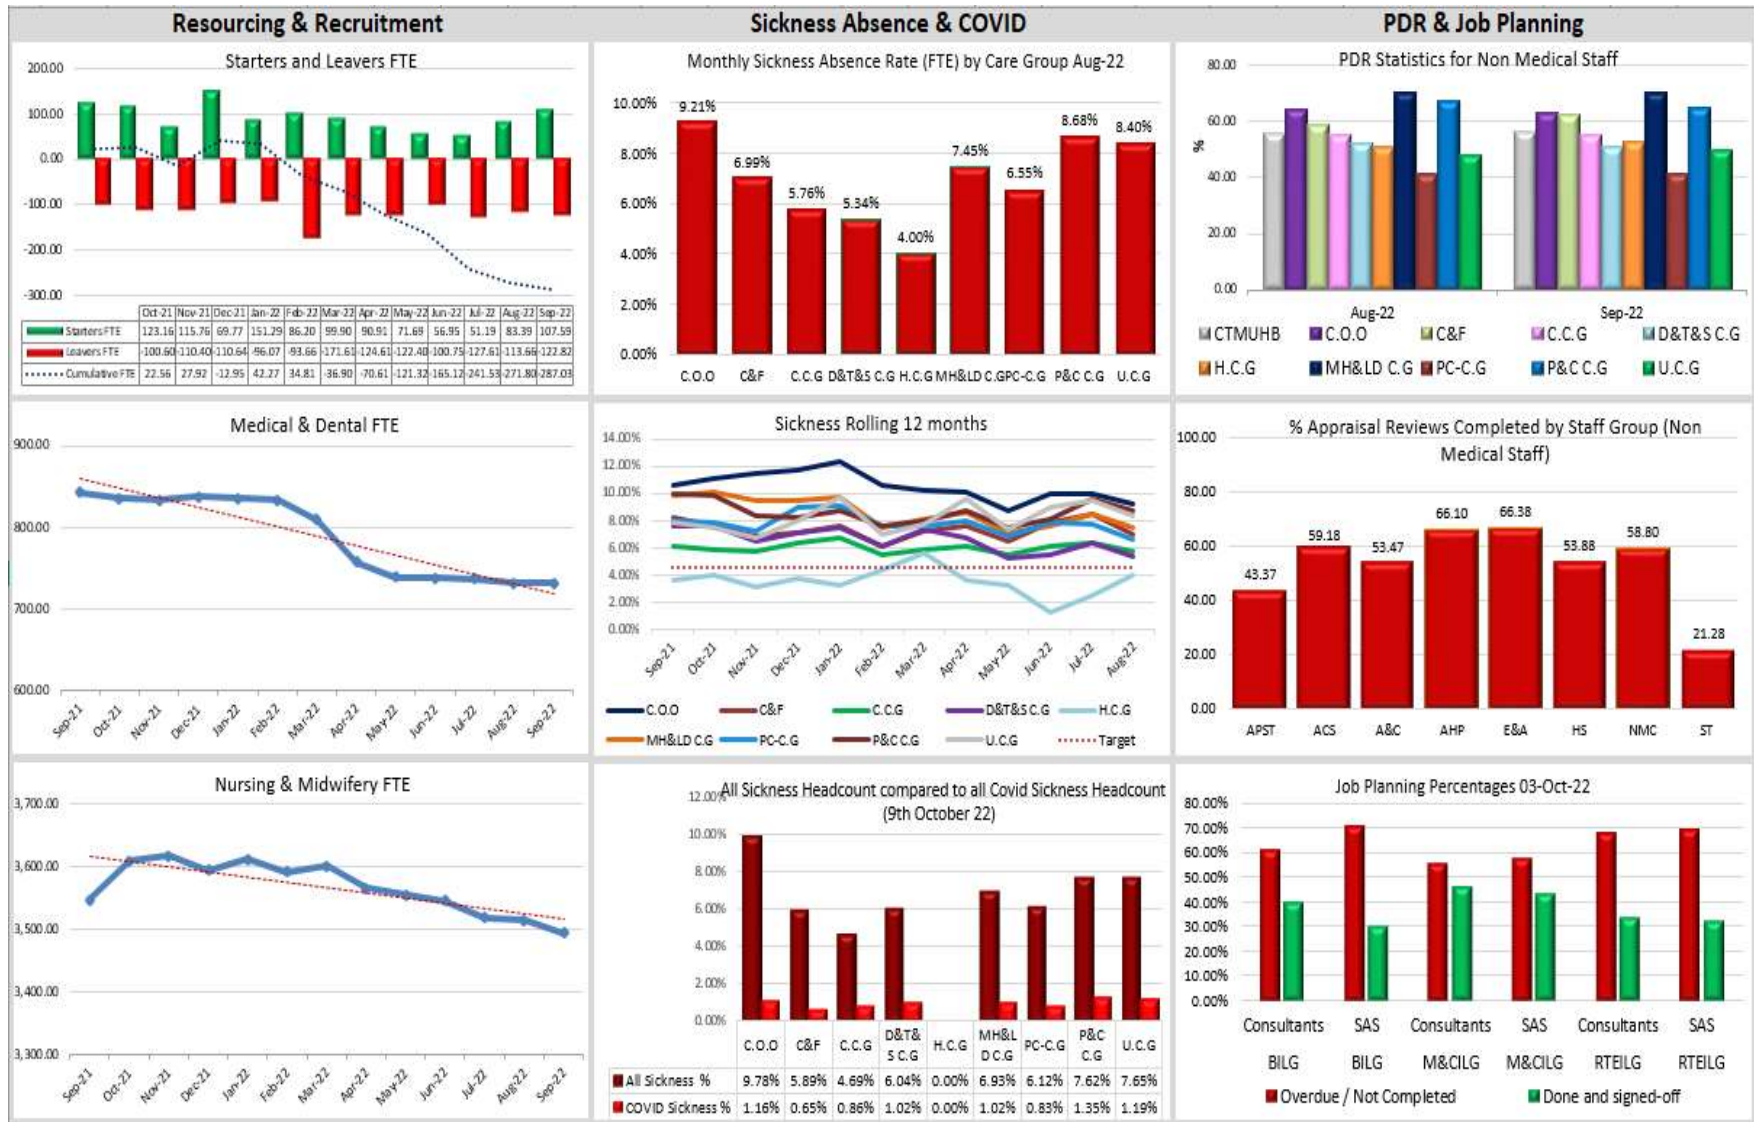 Resourcing & Recruitment
Sickness Absence & COVID
PDR & Job Planning
Starters and Leavers FTE
200.00
100.00
0.00
-100.00
-200.00
-300.00
Oct-21 Nov-21 Dec-21 Jan-22 Feb-22 Mar-22 Apr-22 May-22 Jun-22 Jul-22 Aug-22 Sep-22
Starters FTE 123.16 115.76 69.77 151.29 86.20 99.90 90.91 71.69 56.95 51.19 83.39 107.59
Leavers FTE -100.60 -110.40 -110.64 -96.07 -93.66 -171.61 -124.61 -122.40 -100.75 -127.61 -113.66 -122.82
Cumulative FTE 22.56 27.92 -12.95 42.27 34.81 -36.90 -70.61 -121.32 -165.12 -241.53 -271.80 -287.03
Monthly Sickness Absence Rate (FTE) by Care Group Aug-22
10.00%
8.00%
6.00%
4.00%
2.00%
0.00%
9.21% 6.99% 5.76% 5.34% 4.00% 7.45% 6.55% 8.68% 8.40%
C.O.O C&F C.C.G D&T&S C.G H.C.G MH&LD C.G PC-C.G P&C C.G U.C.G
PDR Statistics for Non Medical Staff
%
80.00
60.00
40.00
20.00
0.00
Aug-22 Sep-22
CTMUHB C.O.O C&F C.C.G D&T&S C.G
H.C.G MH&LD C.G PC-C.G P&C C.G U.C.G
Medical & Dental FTE
900.00
800.00
700.00
600.00
Sep-21 Oct-21 Nov-21 Dec-21 Jan-22 Feb-22 Mar-22 Apr-22 May-22 Jun-22 Jul-22 Aug-22 Sep-22
Sickness Rolling 12 months
14.00%
12.00%
10.00%
8.00%
6.00%
4.00%
2.00%
0.00%
Sep-21 Oct-21 Nov-21 Dec-21 Jan-22 Feb-22 Mar-22 Apr-22 May-22 Jun-22 Jul-22 Aug-22
C.O.O C&F C.C.G D&T&S C.G H.C.G
MH&LD C.G PC-C.G P&C C.G U.C.G Target
% Appraisal Reviews Completed by Staff Group (Non
Medical Staff)
100.00
80.00
60.00
40.00
20.00
0.00
43.37 59.18 53.47 66.10 66.38 53.88 58.80 21.28
APST ACS A&C AHP E&A HS NMC ST
Nursing & Midwifery FTE
3,700.00
3,600.00
3,500.00
3,400.00
3,300.00
Sep-21 Oct-21 Nov-21 Dec-21 Jan-22 Feb-22 Mar-22 Apr-22 May-22 Jun-22 Jul-22 Aug-22 Sep-22
All Sickness Headcount compared to all Covid Sickness Headcount
(9th October 22)
12.00%
10.00%
8.00%
6.00%
4.00%
2.00%
0.00%
C.O.O C&F C.C.G D&T& S C.G H.C.G MH&L D C.G PC-C.G P&C C.G U.C.G
All Sickness % 9.78% 5.89% 4.69% 6.04% 0.00% 6.93% 6.12% 7.62% 7.65%
COVID Sickness % 1.16% 0.65% 0.86% 1.02% 0.00% 1.02% 0.83% 1.35% 1.19%
Job Planning Percentages 03-Oct-22
80.00%
70.00%
60.00%
50.00%
40.00%
30.00%
20.00%
10.00%
0.00%
Consultants SAS Consultants SAS Consultants SAS
BILG BILG M&CILG M&CILG RTEILG RTEILG
Overdue / Not Completed Done and signed-off